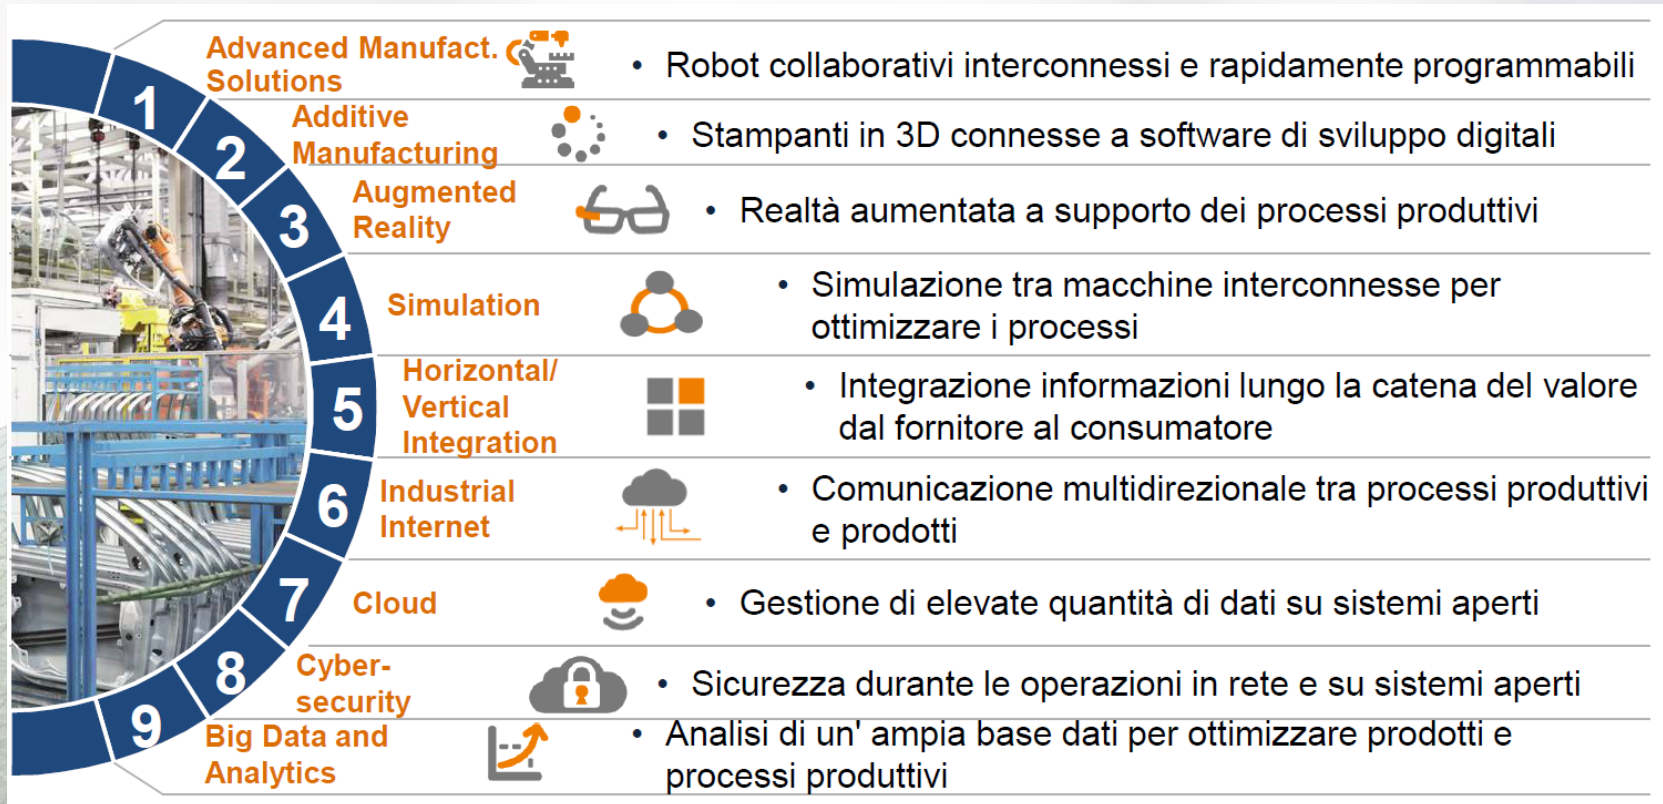 1
Advanced Manufact.
Solutions
• Robot collaborativi interconnessi e rapidamente programmabili
2
Additive
Manufacturing
• Stampanti in 3D connesse a software di sviluppo digitali
3
Augmented
Reality
• Realtà aumentata a supporto dei processi produttivi
4
Simulation
• Simulazione tra macchine interconnesse per
ottimizzare i processi
5
Horizontal/
Vertical
Integration
• Integrazione informazioni lungo la catena del valore
dal fornitore al consumatore
6
Industrial
Internet
• Comunicazione multidirezionale tra processi produttivi
e prodotti
7
Cloud
• Gestione di elevate quantità di dati su sistemi aperti
8
Cyber-
security
• Sicurezza durante le operazioni in rete e su sistemi aperti
9
Big Data and
Analytics
• Analisi di un' ampia base dati per ottimizzare prodotti e
processi produttivi